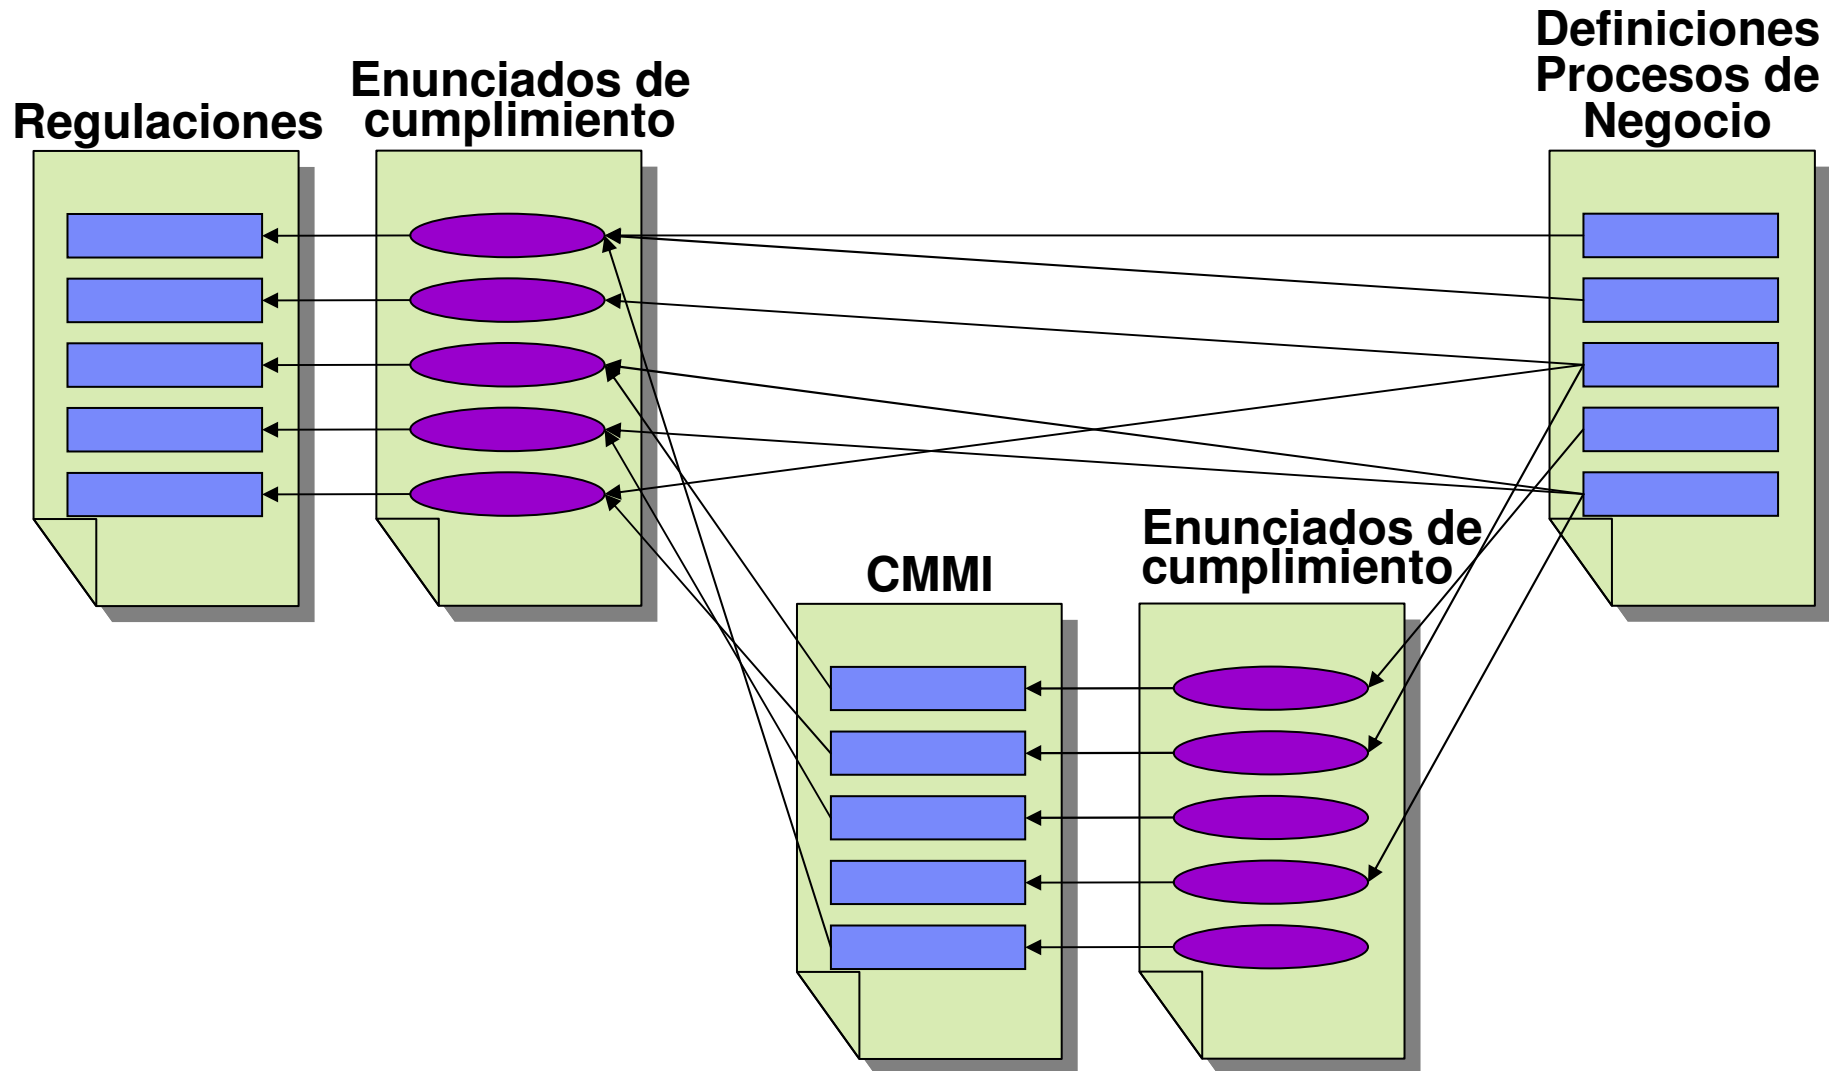 Definiciones
Procesos de
Negocio
Enunciados de
cumplimiento
Regulaciones
Enunciados de
cumplimiento
CMMI